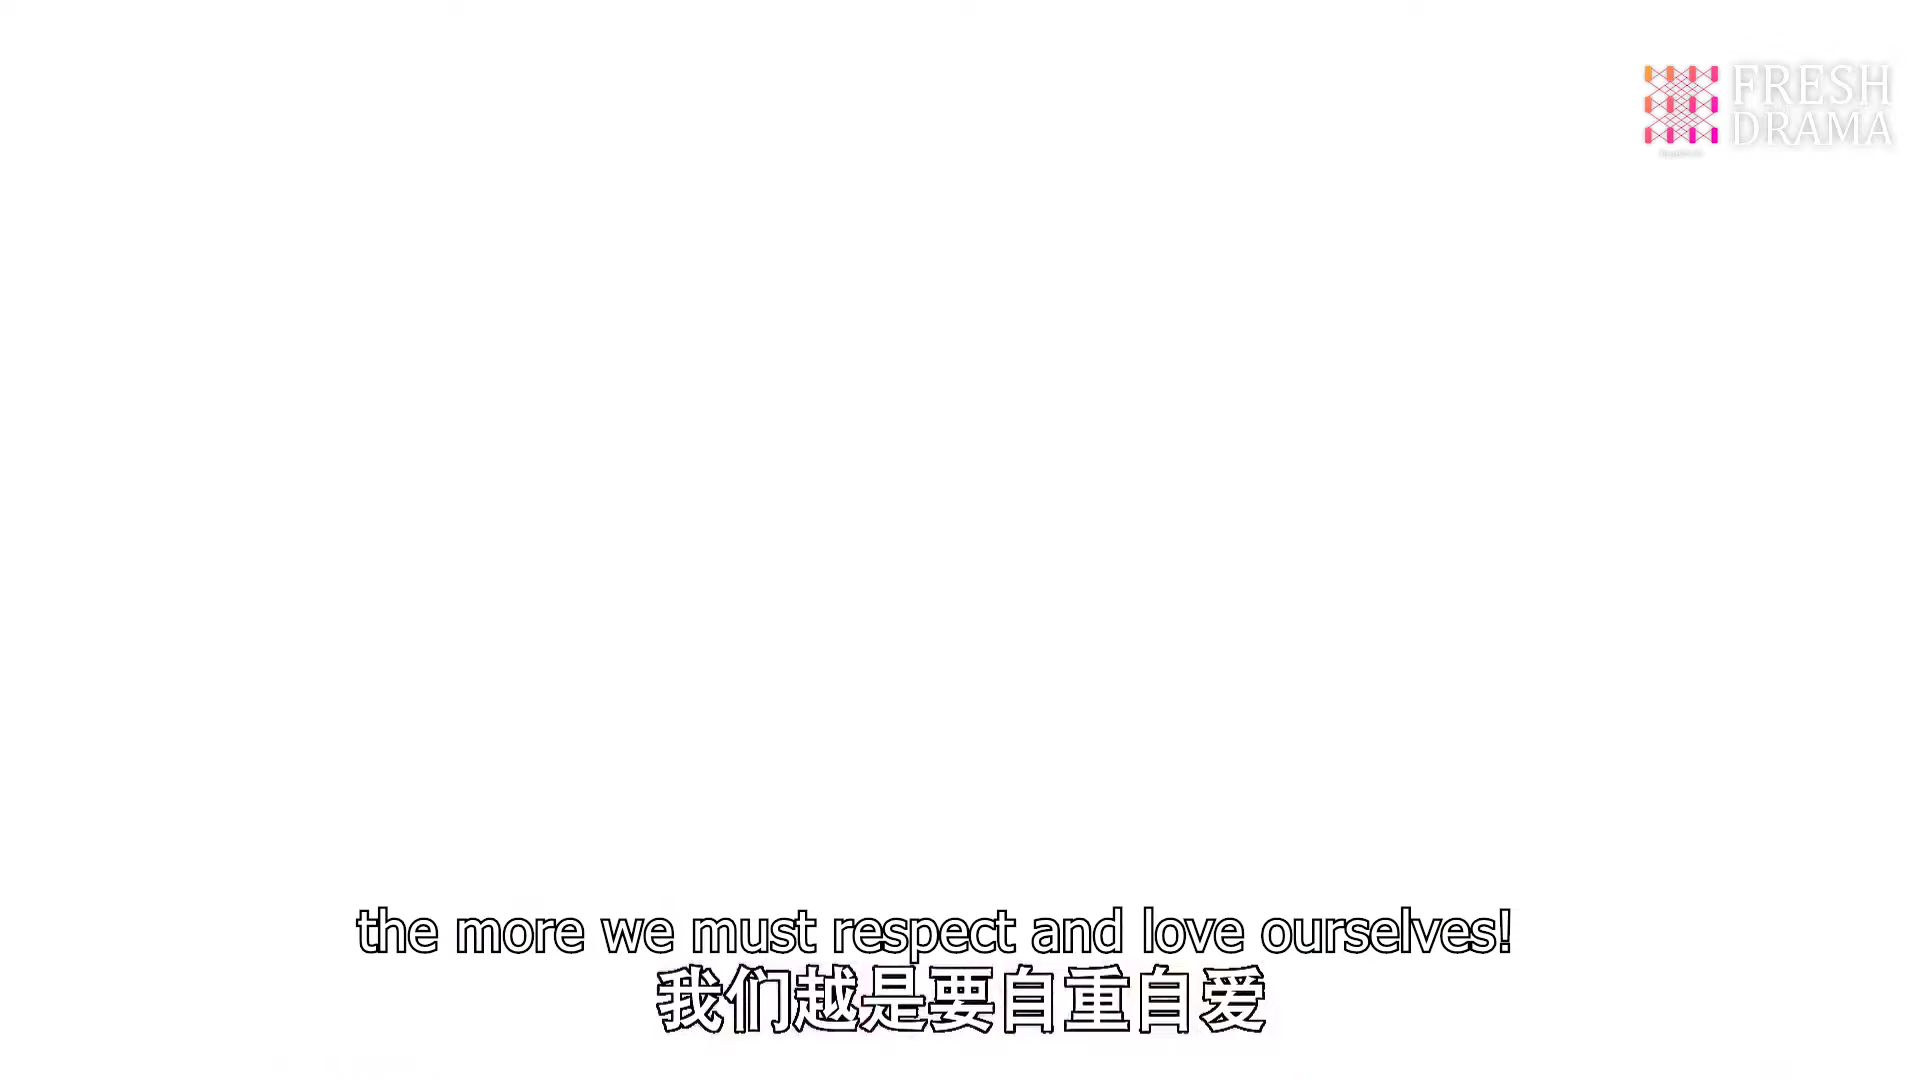 FRESH
DRAMA
the more we must respect and love ourselves!
我们越是要自重自爱